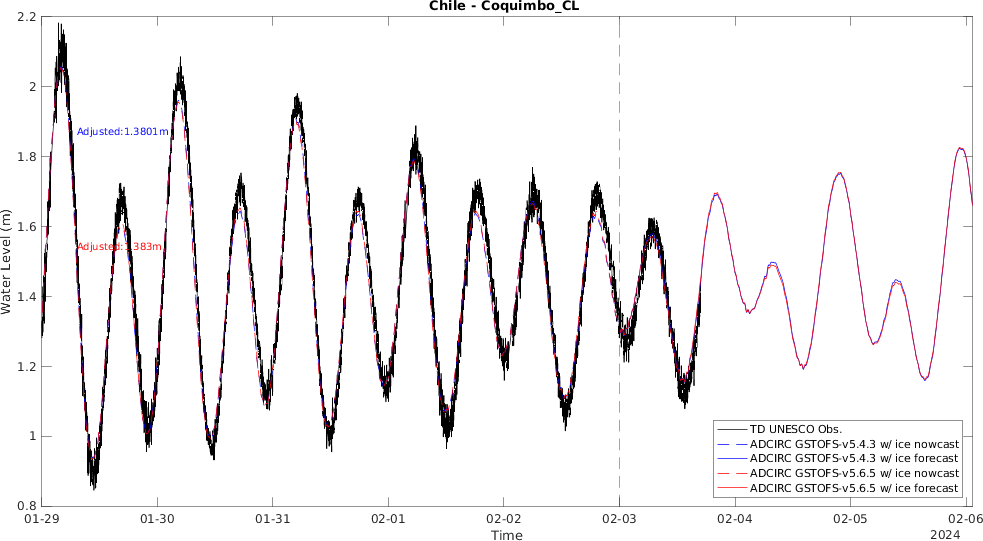 Chile - Coquimbo_CL
2.2
2
1.8
1.6
1.4
1.2
1
0.8
Water Level (m)
Adjusted:1.3801m
Adjusted:1.383m
TD UNESCO Obs.
ADCIRC GSTOFS-v5.4.3 w/ ice nowcast
ADCIRC GSTOFS-v5.4.3 w/ ice forecast
ADCIRC GSTOFS-v5.6.5 w/ ice nowcast
ADCIRC GSTOFS-v5.6.5 w/ ice forecast
01-29 01-30 01-31 02-01 02-02 02-03 02-04 02-05 02-06
Time
2024